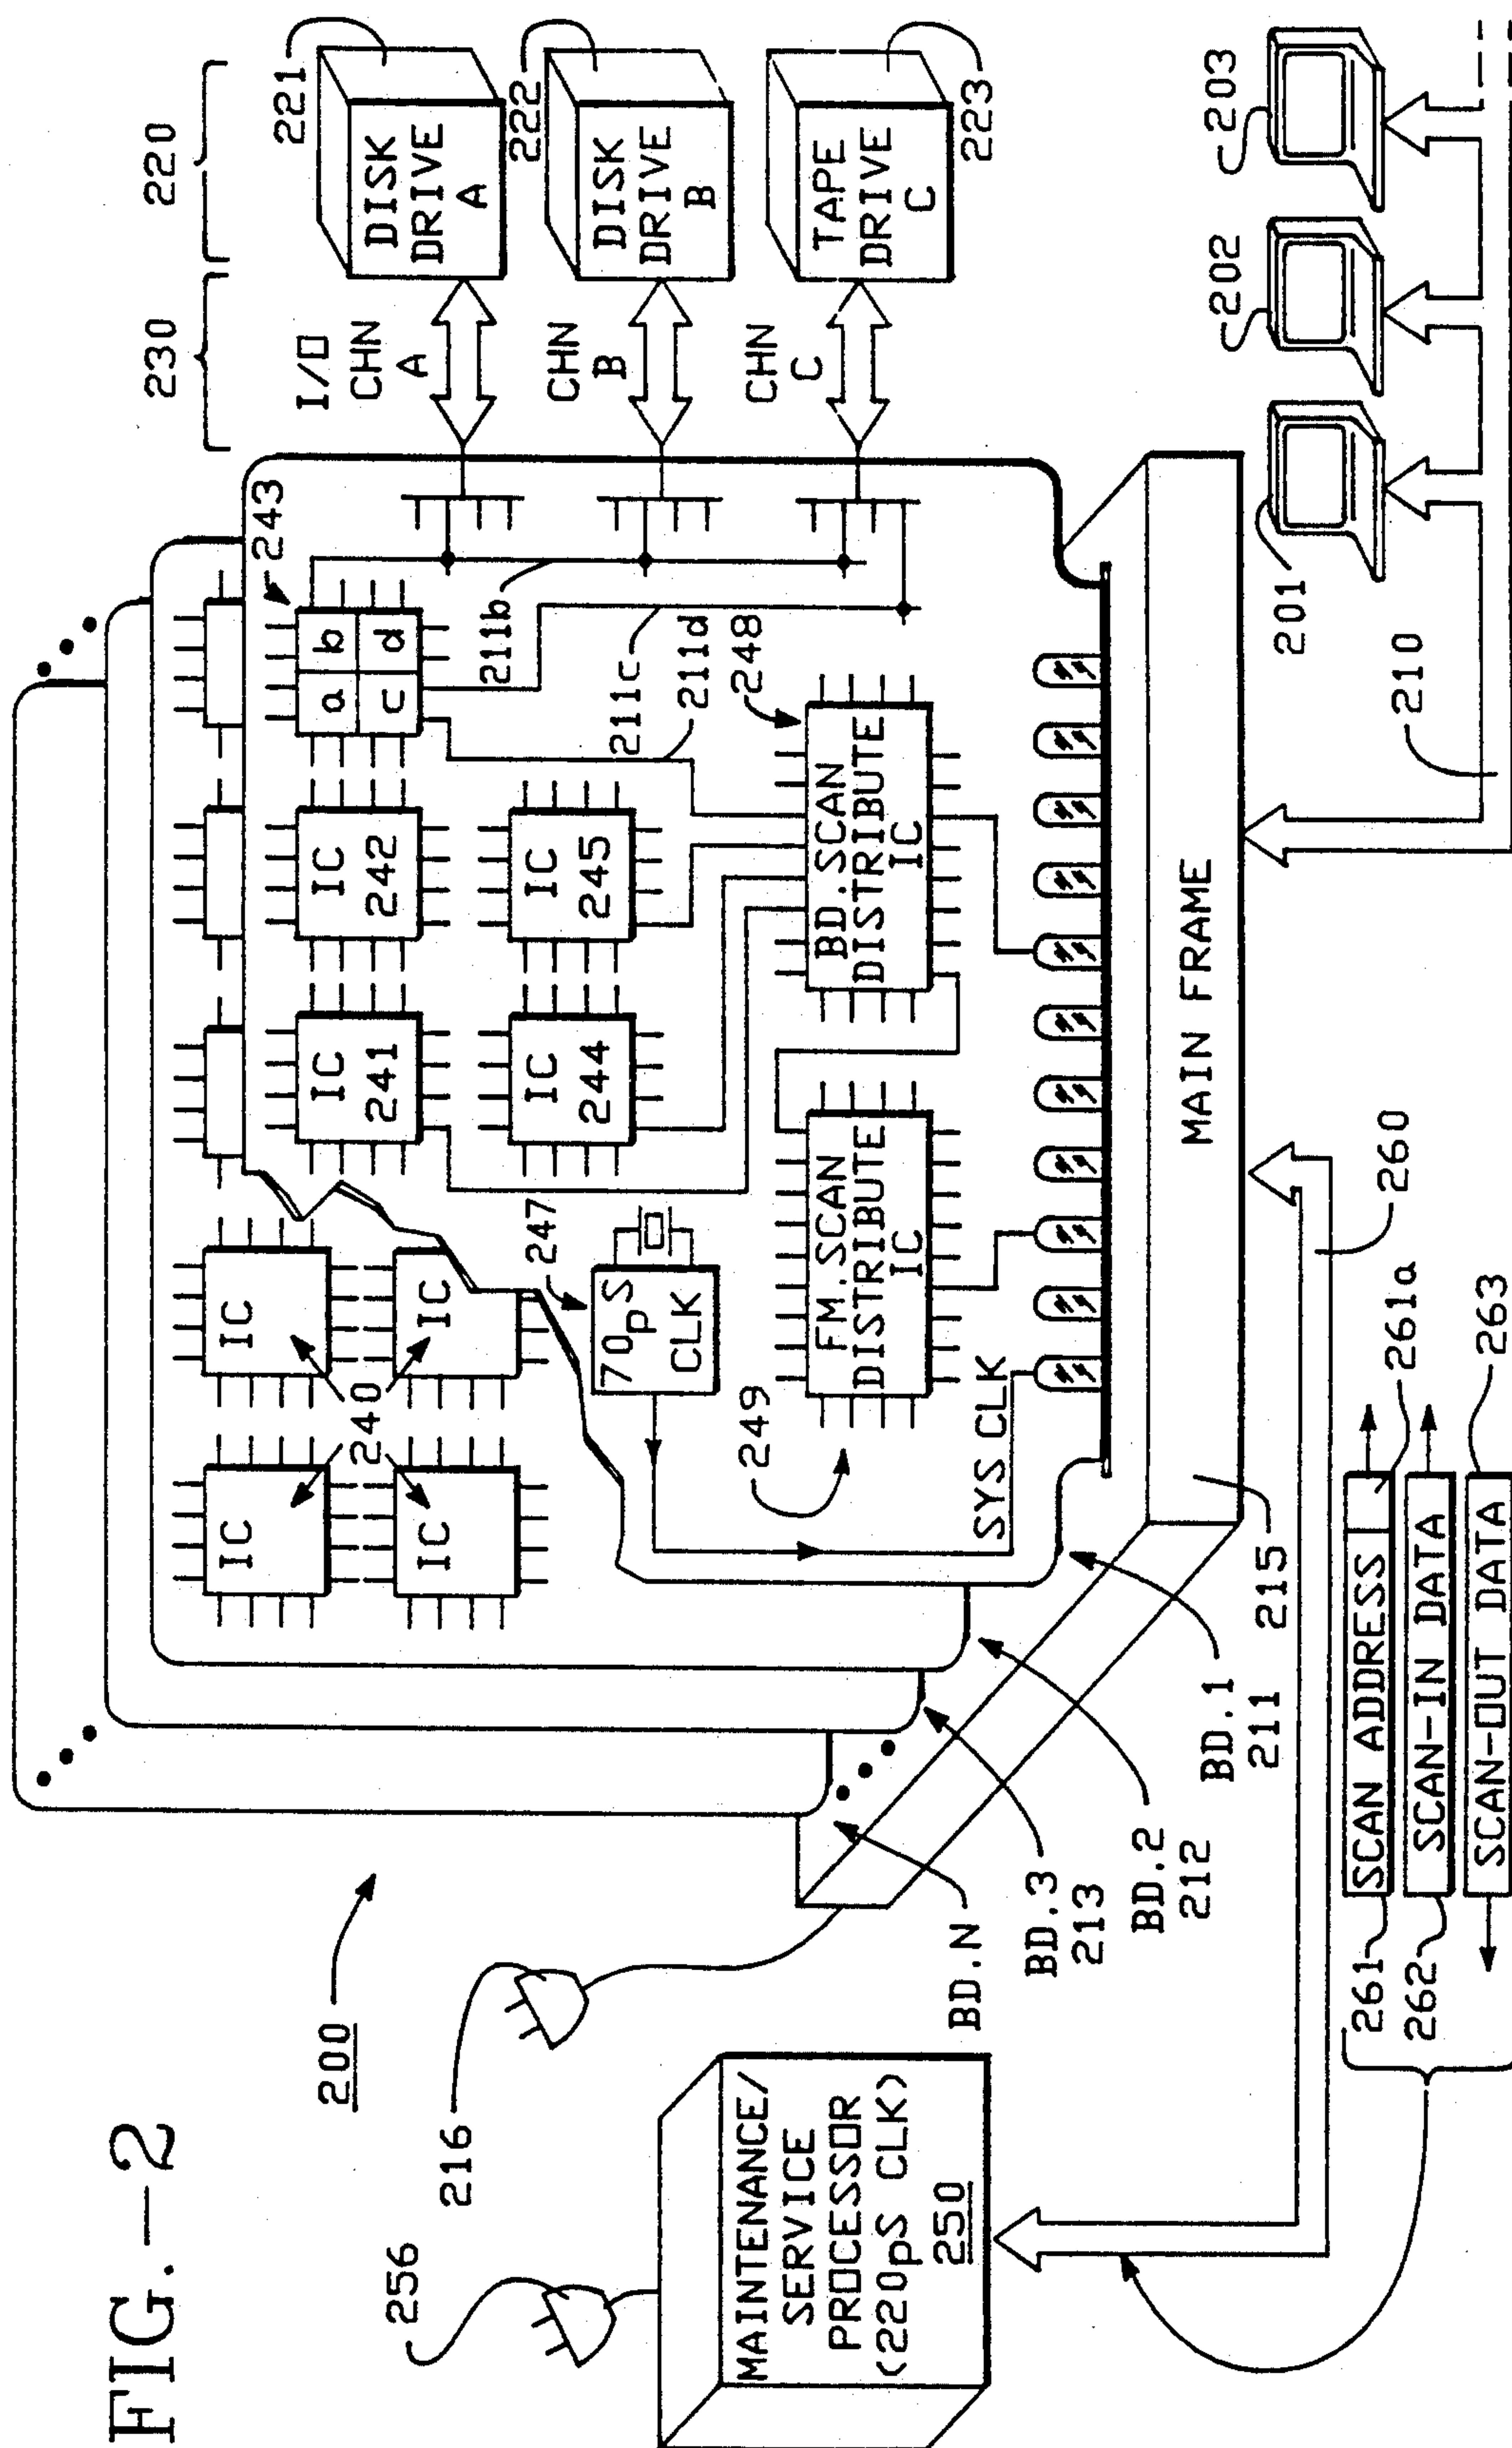 FIG.-2
200
220
230
221
222
223
DISK
DRIVE
A
DISK
DRIVE
B
TAPE
DRIVE
C
I/O
CHN
A
CHN
B
CHN
C
IC
IC
IC
IC
240
243
a b
c d
IC
241
IC
242
IC
244
IC
245
211b
211c
211d
247
70pS
CLK
248
BD.SCAN
DISTRIBUTE
IC
249
FM.SCAN
DISTRIBUTE
IC
SYS CLK
MAIN FRAME
215
BD.1
211
BD.2
212
BD.3
213
BD.N
216
256
MAINTENANCE/
SERVICE
PROCESSOR
(220pS CLK)
250
201
202
203
210
260
261
SCAN ADDRESS
261a
262
SCAN-IN DATA
SCAN-OUT DATA
263